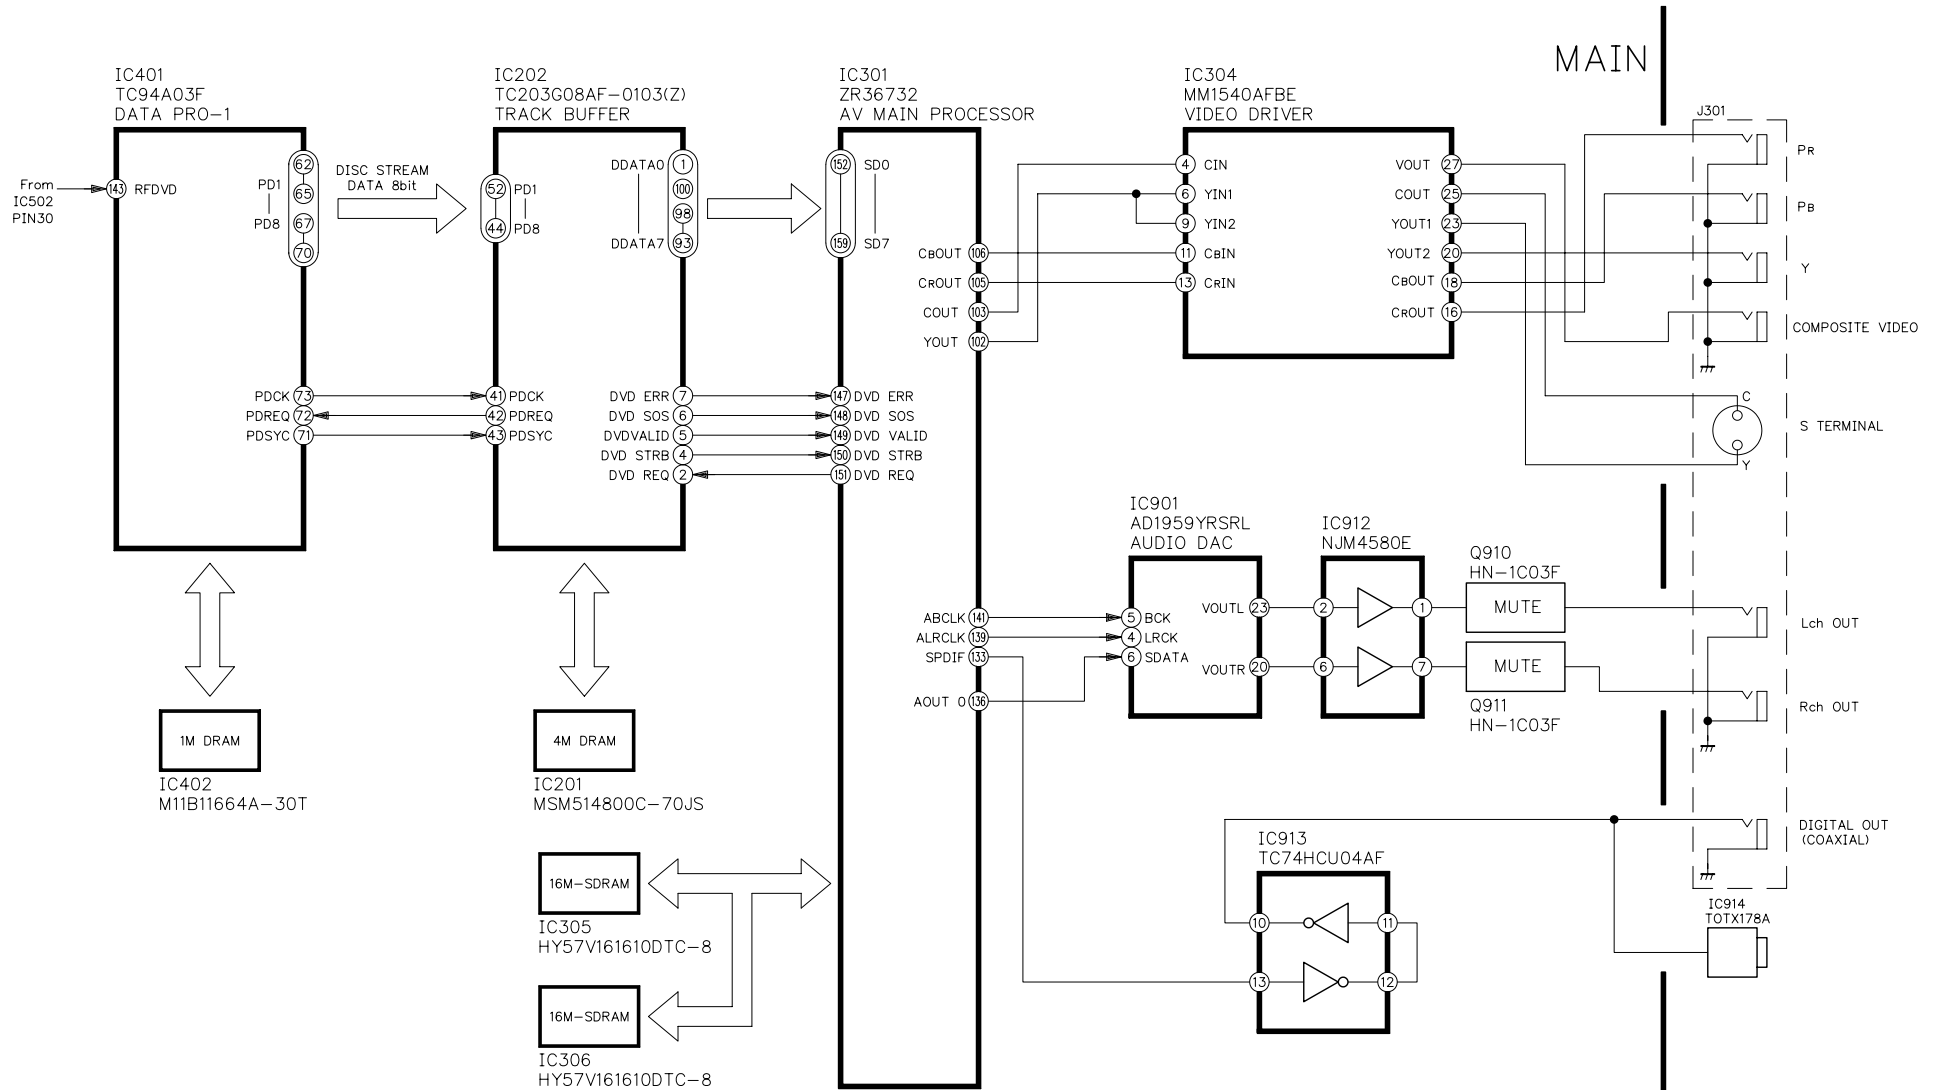 MAIN
IC401
TC94A03F
DATA PRO-1
IC202
TC203G08AF-0103(Z)
TRACK BUFFER
IC301
ZR36732
AV MAIN PROCESSOR
IC304
MM1540AFBE
VIDEO DRIVER
J301
From
IC502
PIN30
143 RFDVD
62
PD1
65
PD8
67
70
DISC STREAM
DATA 8bit
52 PD1
44 PD8
DDATA0 1
100
98
DDATA7 93
152 SD0
159 SD7
CBOUT 106
CROUT 105
COUT 103
YOUT 102
4 CIN
6 YIN1
9 YIN2
11 CBIN
13 CRIN
VOUT 27
COUT 25
YOUT1 23
YOUT2 20
CBOUT 18
CROUT 16
PR
PB
Y
COMPOSITE VIDEO
C
S TERMINAL
Y
PDCK 73
PDREQ 72
PDSYC 71
41 PDCK
42 PDREQ
43 PDSYC
DVD ERR 7
DVD SOS 6
DVDVALID 5
DVD STRB 4
DVD REQ 2
147 DVD ERR
148 DVD SOS
149 DVD VALID
150 DVD STRB
151 DVD REQ
IC901
AD1959YRSRL
AUDIO DAC
IC912
NJM4580E
Q910
HN-1C03F
MUTE
MUTE
Q911
HN-1C03F
ABCLK 141
ALRCLK 139
SPDIF 133
AOUT 0 136
5 BCK
4 LRCK
6 SDATA
VOUTL 23
VOUTR 20
2
1
6
7
Lch OUT
Rch OUT
1M DRAM
IC402
M11B11664A-30T
4M DRAM
IC201
MSM514800C-70JS
16M-SDRAM
IC305
HY57V161610DTC-8
16M-SDRAM
IC306
HY57V161610DTC-8
IC913
TC74HCU04AF
10
11
13
12
DIGITAL OUT
(COAXIAL)
IC914
TOTX178A